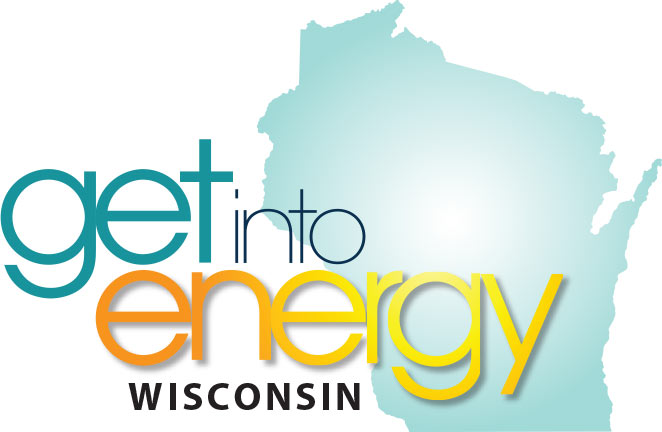 get into
energy
WISCONSIN